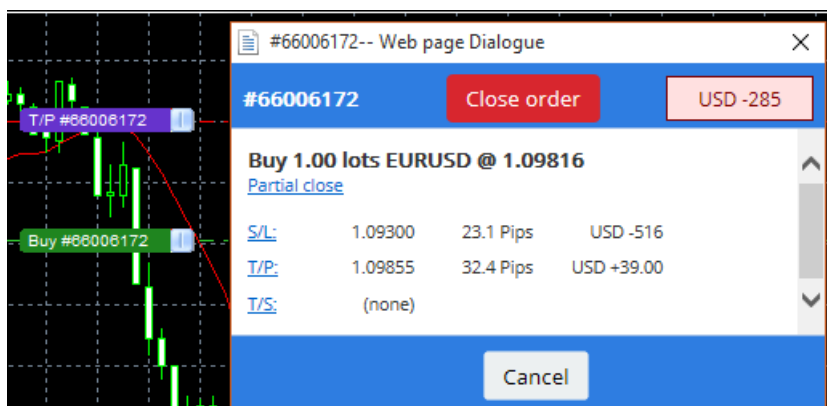 #66006172-- Web page Dialogue
#66006172 Close order USD -285
T/P #66006172
Buy 1.00 lots EURUSD @ 1.09816
Partial close
Buy #66006172
S/L: 1.09300 23.1 Pips USD -516
T/P: 1.09855 32.4 Pips USD +39.00
T/S: (none)
Cancel